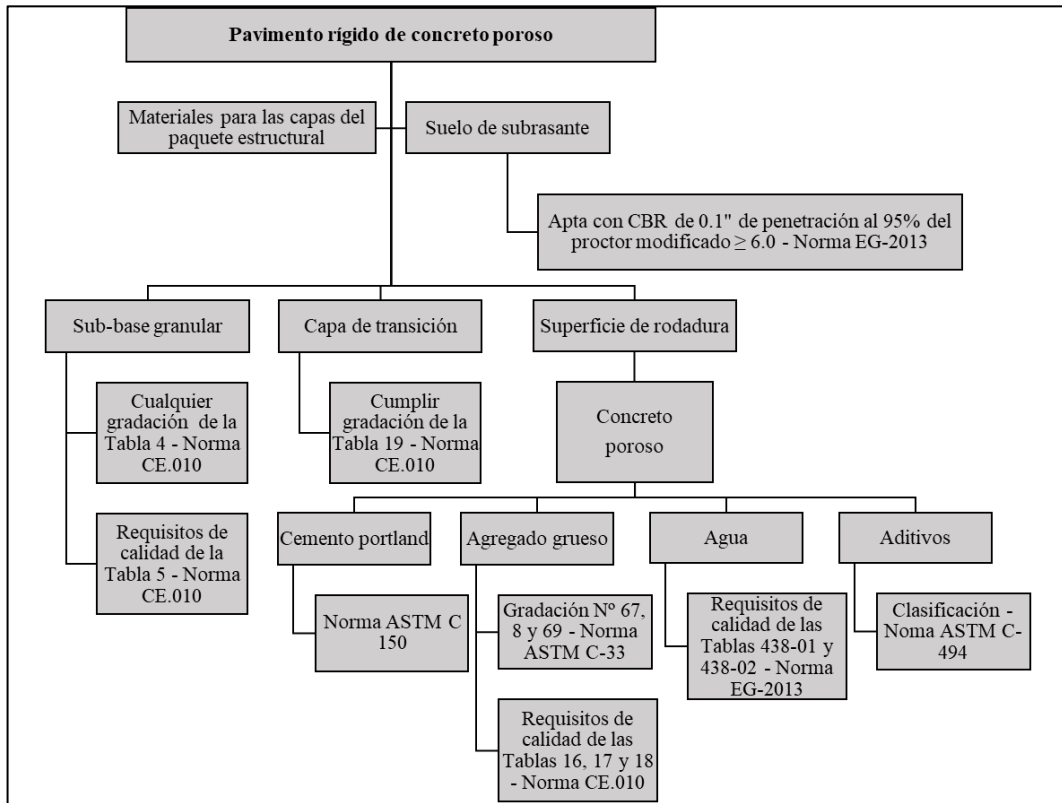 Pavimento rígido de concreto poroso
Materiales para las capas del
paquete estructural
Suelo de subrasante
Apta con CBR de 0.1" de penetración al 95% del
proctor modificado ≥ 6.0 - Norma EG-2013
Sub-base granular
Capa de transición
Superficie de rodadura
Cualquier
gradación de la
Tabla 4 - Norma
CE.010
Cumplir
gradación de la
Tabla 19 - Norma
CE.010
Concreto
poroso
Requisitos de
calidad de la
Tabla 5 - Norma
CE.010
Cemento portland
Agregado grueso
Agua
Aditivos
Norma ASTM C
150
Gradación Nº 67,
8 y 69 - Norma
ASTM C-33
Requisitos de
calidad de las
Tablas 438-01 y
438-02 - Norma
EG-2013
Clasificación -
Noma ASTM C-
494
Requisitos de
calidad de las
Tablas 16, 17 y 18
- Norma CE.010